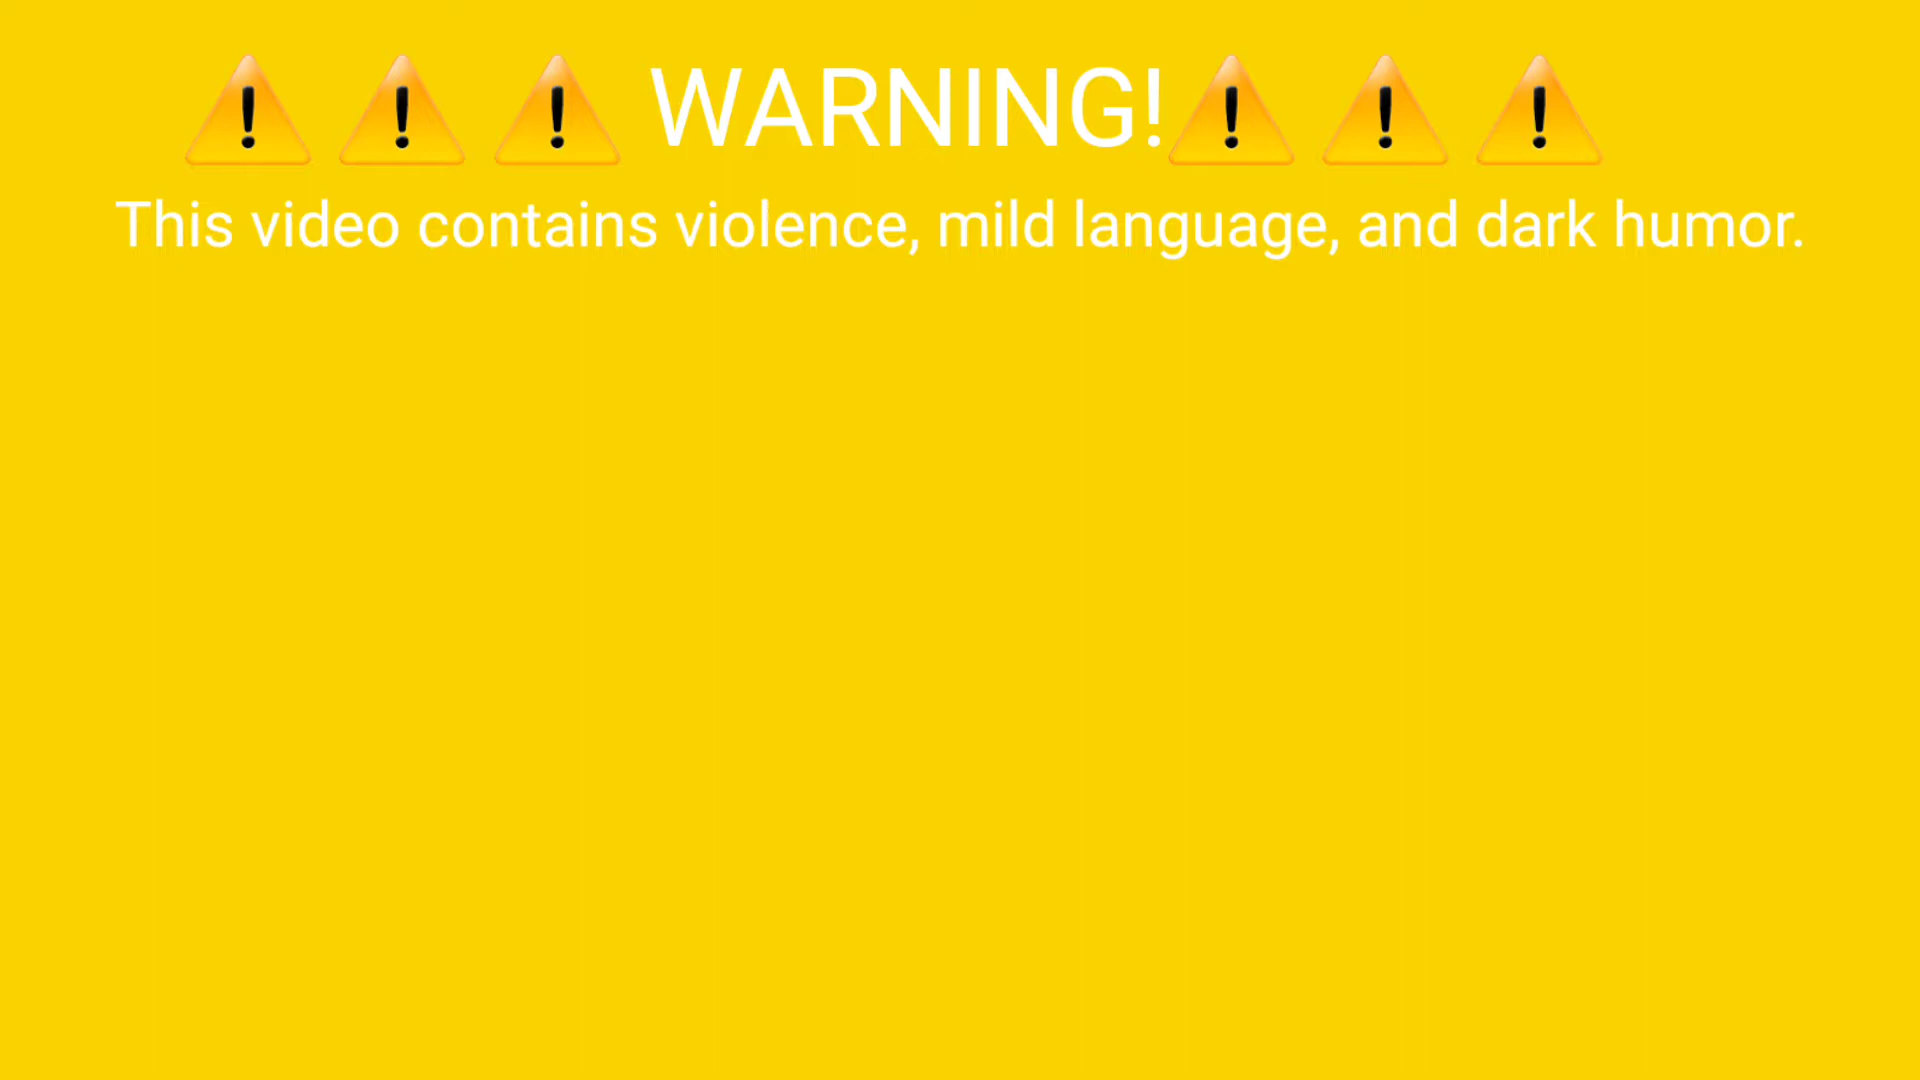 ⚠️⚠️⚠️ WARNING!⚠️⚠️⚠️
This video contains violence, mild language, and dark humor.